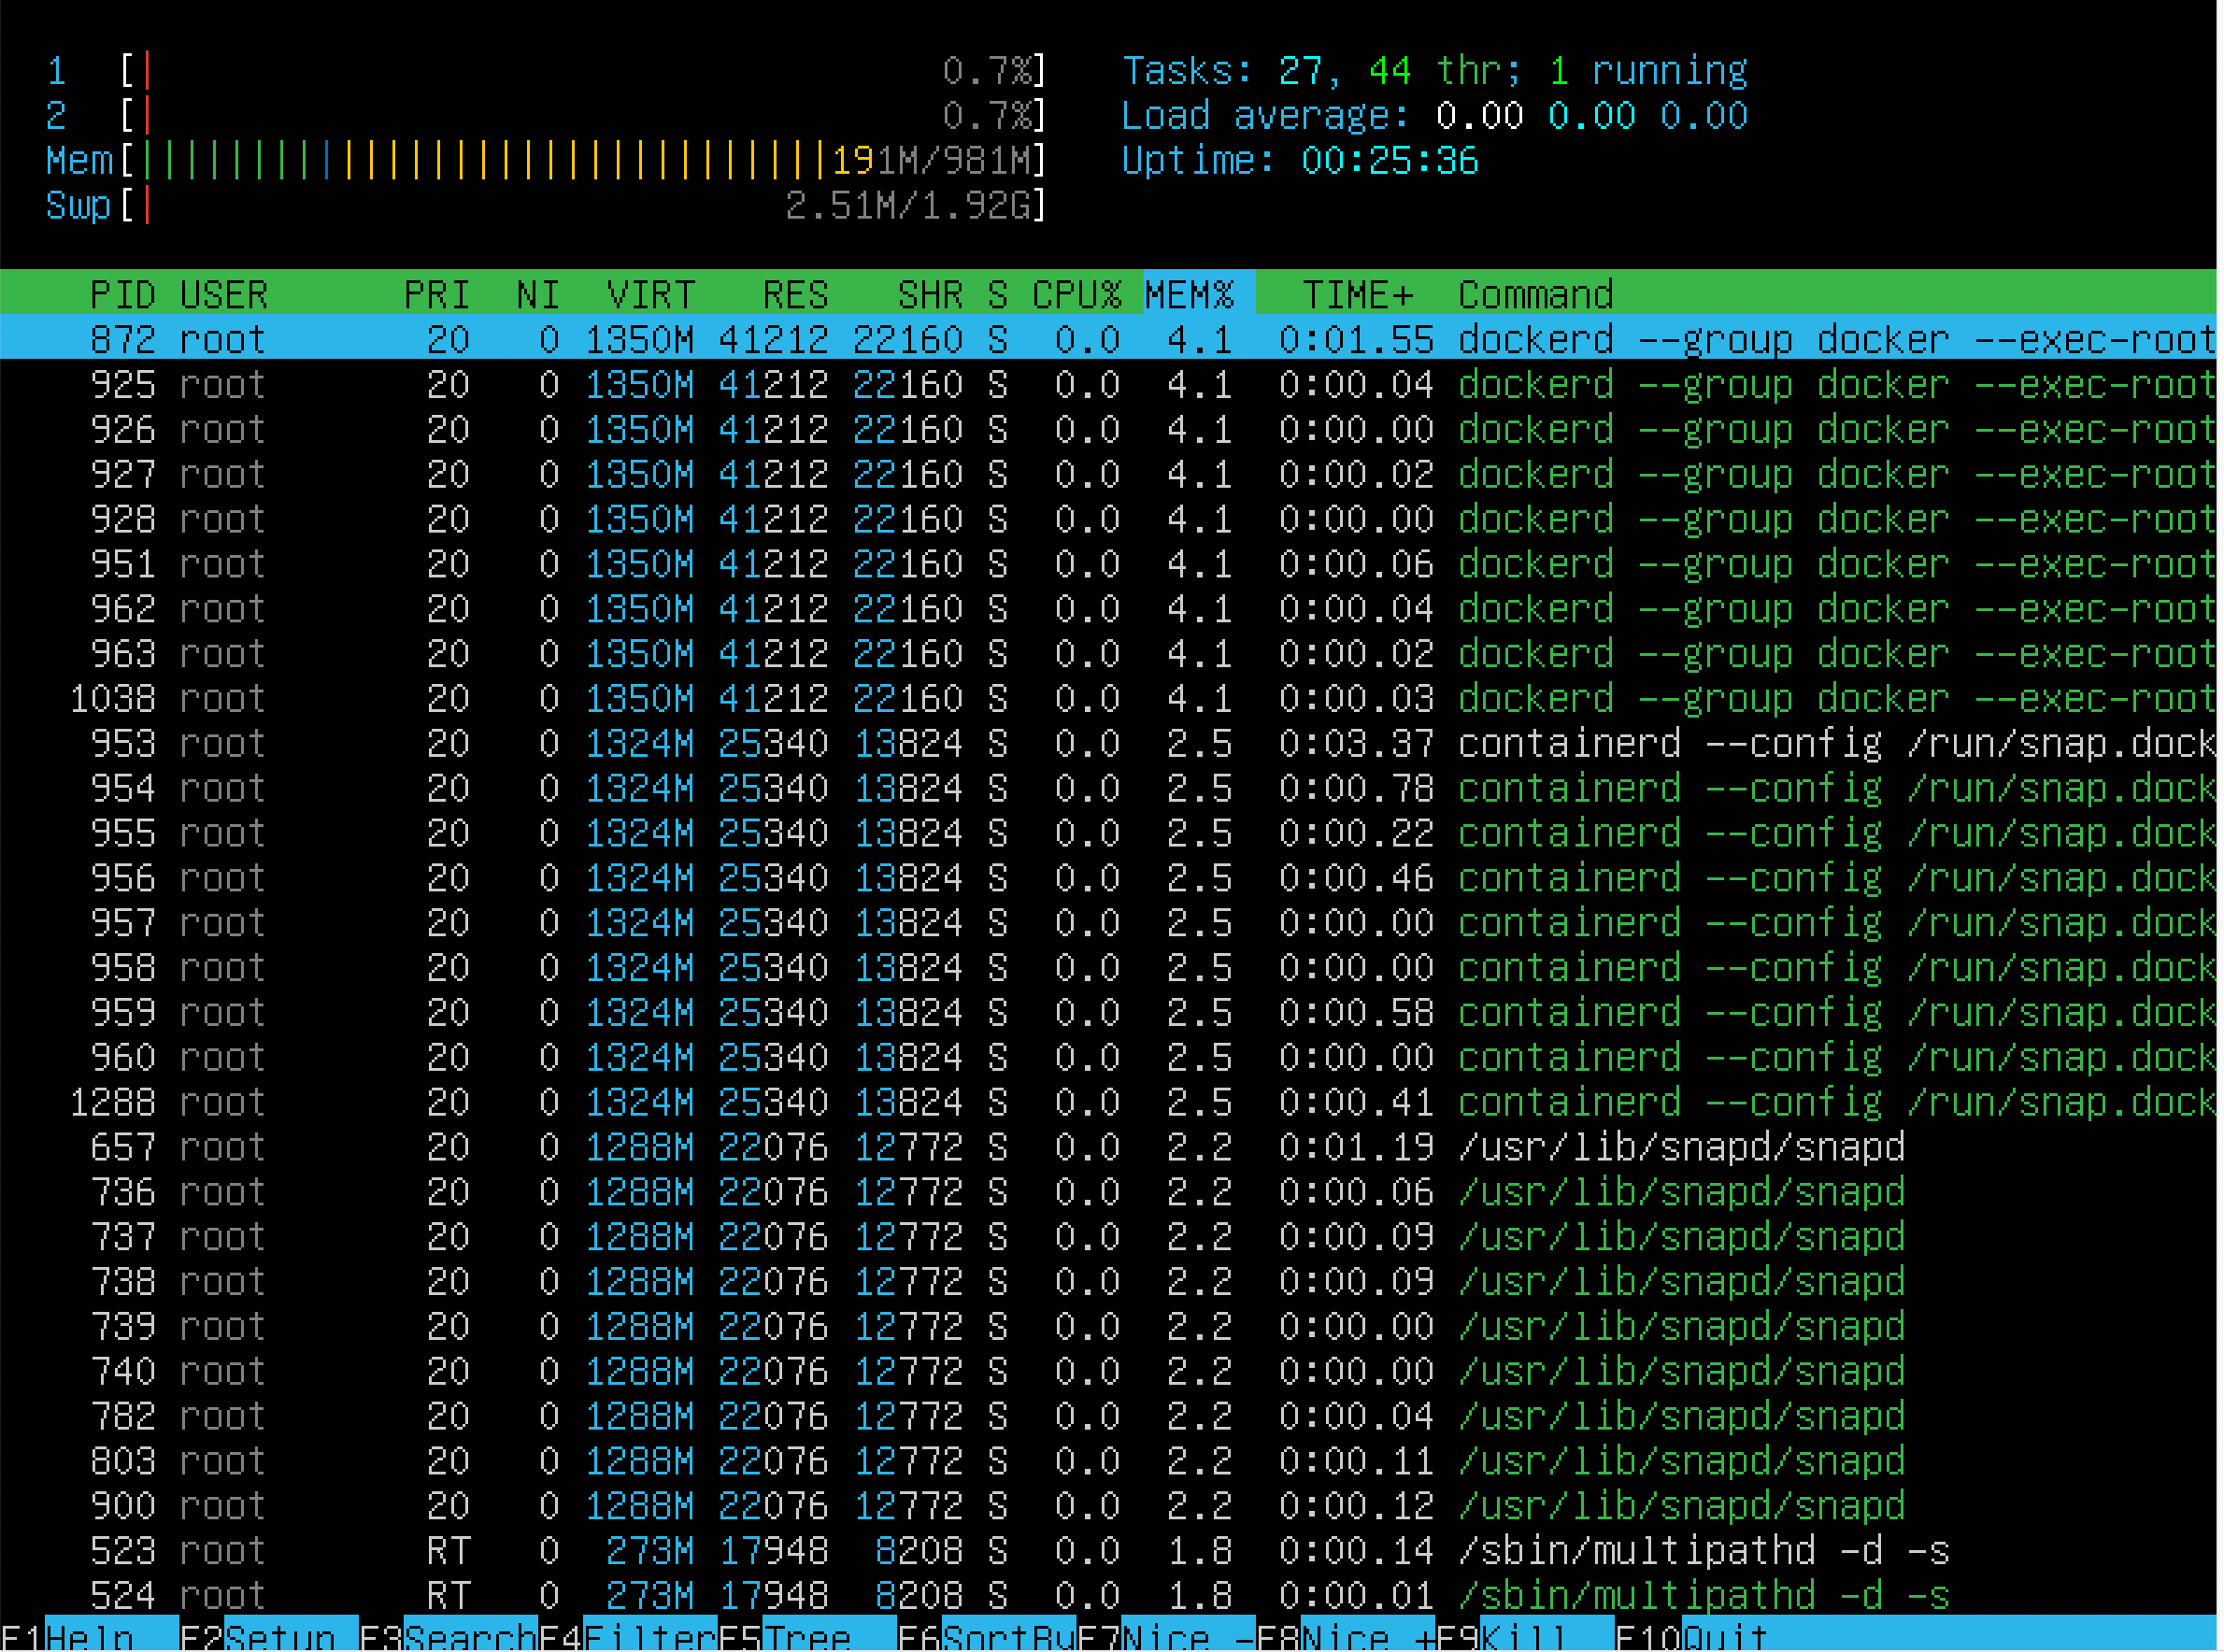 1 [| 0.7%] Tasks: 27, 44 thr; 1 running
2 [| 0.7%] Load average: 0.00 0.00 0.00
Mem[||||||||||||||||||||||||||||||191M/981M] Uptime: 00:25:36
Swp[| 2.51M/1.92G]
PID USER PRI NI VIRT RES SHR S CPU% MEM% TIME+ Command
872 root 20 0 1350M 41212 22160 S 0.0 4.1 0:01.55 dockerd --group docker --exec-root
925 root 20 0 1350M 41212 22160 S 0.0 4.1 0:00.04 dockerd --group docker --exec-root
926 root 20 0 1350M 41212 22160 S 0.0 4.1 0:00.00 dockerd --group docker --exec-root
927 root 20 0 1350M 41212 22160 S 0.0 4.1 0:00.02 dockerd --group docker --exec-root
928 root 20 0 1350M 41212 22160 S 0.0 4.1 0:00.00 dockerd --group docker --exec-root
951 root 20 0 1350M 41212 22160 S 0.0 4.1 0:00.06 dockerd --group docker --exec-root
962 root 20 0 1350M 41212 22160 S 0.0 4.1 0:00.04 dockerd --group docker --exec-root
963 root 20 0 1350M 41212 22160 S 0.0 4.1 0:00.02 dockerd --group docker --exec-root
1038 root 20 0 1350M 41212 22160 S 0.0 4.1 0:00.03 dockerd --group docker --exec-root
953 root 20 0 1324M 25340 13824 S 0.0 2.5 0:03.37 containerd --config /run/snap.dock
954 root 20 0 1324M 25340 13824 S 0.0 2.5 0:00.78 containerd --config /run/snap.dock
955 root 20 0 1324M 25340 13824 S 0.0 2.5 0:00.22 containerd --config /run/snap.dock
956 root 20 0 1324M 25340 13824 S 0.0 2.5 0:00.46 containerd --config /run/snap.dock
957 root 20 0 1324M 25340 13824 S 0.0 2.5 0:00.00 containerd --config /run/snap.dock
958 root 20 0 1324M 25340 13824 S 0.0 2.5 0:00.00 containerd --config /run/snap.dock
959 root 20 0 1324M 25340 13824 S 0.0 2.5 0:00.58 containerd --config /run/snap.dock
960 root 20 0 1324M 25340 13824 S 0.0 2.5 0:00.00 containerd --config /run/snap.dock
1288 root 20 0 1324M 25340 13824 S 0.0 2.5 0:00.41 containerd --config /run/snap.dock
657 root 20 0 1288M 22076 12772 S 0.0 2.2 0:01.19 /usr/lib/snapd/snapd
736 root 20 0 1288M 22076 12772 S 0.0 2.2 0:00.06 /usr/lib/snapd/snapd
737 root 20 0 1288M 22076 12772 S 0.0 2.2 0:00.09 /usr/lib/snapd/snapd
738 root 20 0 1288M 22076 12772 S 0.0 2.2 0:00.09 /usr/lib/snapd/snapd
739 root 20 0 1288M 22076 12772 S 0.0 2.2 0:00.00 /usr/lib/snapd/snapd
740 root 20 0 1288M 22076 12772 S 0.0 2.2 0:00.00 /usr/lib/snapd/snapd
782 root 20 0 1288M 22076 12772 S 0.0 2.2 0:00.04 /usr/lib/snapd/snapd
803 root 20 0 1288M 22076 12772 S 0.0 2.2 0:00.11 /usr/lib/snapd/snapd
900 root 20 0 1288M 22076 12772 S 0.0 2.2 0:00.12 /usr/lib/snapd/snapd
523 root RT 0 273M 17948 8208 S 0.0 1.8 0:00.14 /sbin/multipathd -d -s
524 root RT 0 273M 17948 8208 S 0.0 1.8 0:00.01 /sbin/multipathd -d -s
F1Help F2Setup F3SearchF4FilterF5Tree F6SortByF7Nice -F8Nice +F9Kill F10Quit